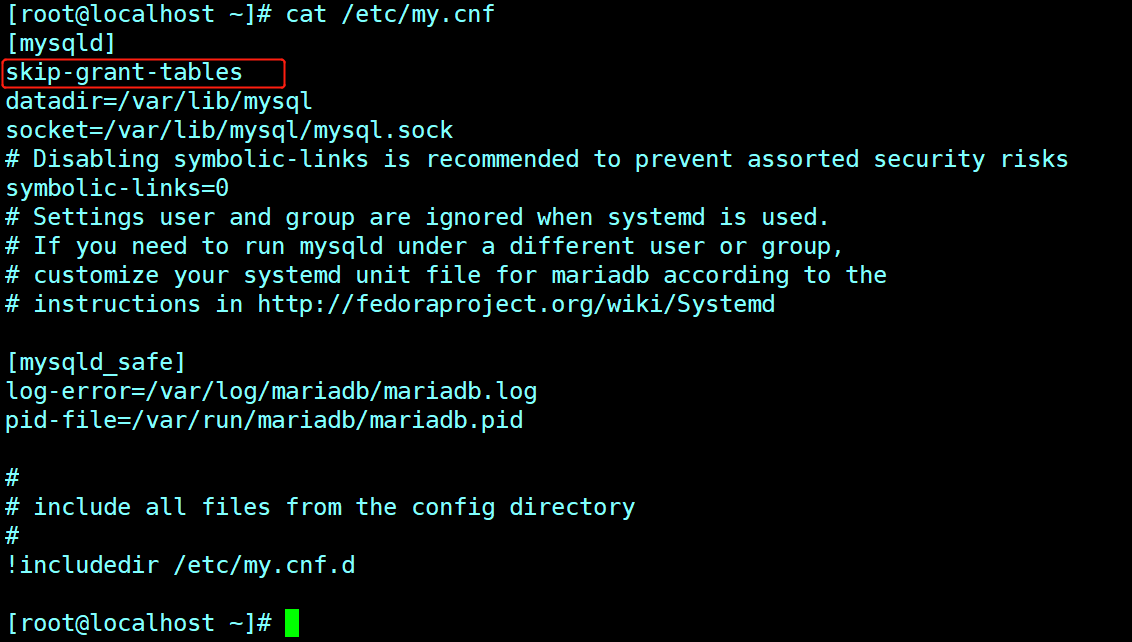 [root@localhost ~]# cat /etc/my.cnf
[mysqld]
skip-grant-tables
datadir=/var/lib/mysql
socket=/var/lib/mysql/mysql.sock
# Disabling symbolic-links is recommended to prevent assorted security risks
symbolic-links=0
# Settings user and group are ignored when systemd is used.
# If you need to run mysqld under a different user or group,
# customize your systemd unit file for mariadb according to the
# instructions in http://fedoraproject.org/wiki/Systemd

[mysqld_safe]
log-error=/var/log/mariadb/mariadb.log
pid-file=/var/run/mariadb/mariadb.pid

#
# include all files from the config directory
#
!includedir /etc/my.cnf.d

[root@localhost ~]#